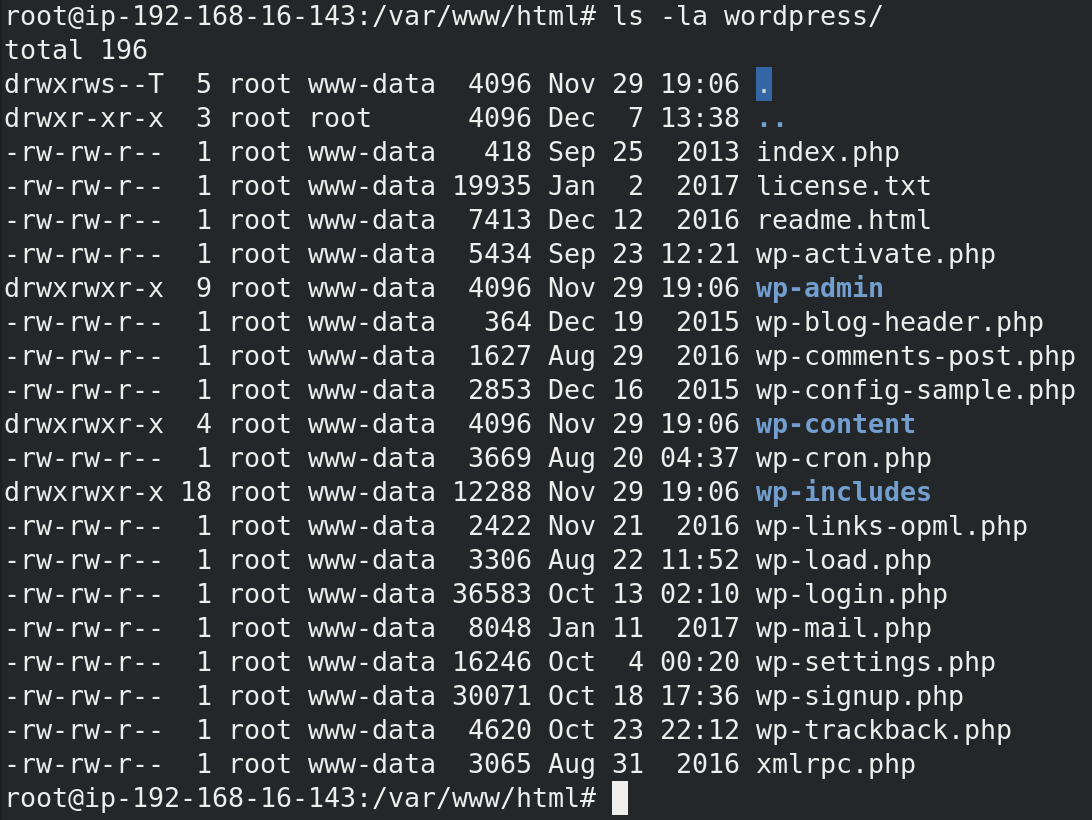 root@ip-192-168-16-143:/var/www/html# ls -la wordpress/
total 196
drwxrws--T  5 root www-data  4096 Nov 29 19:06 .
drwxr-xr-x  3 root root      4096 Dec  7 13:38 ..
-rw-rw-r--  1 root www-data   418 Sep 25  2013 index.php
-rw-rw-r--  1 root www-data 19935 Jan  2  2017 license.txt
-rw-rw-r--  1 root www-data  7413 Dec 12  2016 readme.html
-rw-rw-r--  1 root www-data  5434 Sep 23 12:21 wp-activate.php
drwxrwxr-x  9 root www-data  4096 Nov 29 19:06 wp-admin
-rw-rw-r--  1 root www-data   364 Dec 19  2015 wp-blog-header.php
-rw-rw-r--  1 root www-data  1627 Aug 29  2016 wp-comments-post.php
-rw-rw-r--  1 root www-data  2853 Dec 16  2015 wp-config-sample.php
drwxrwxr-x  4 root www-data  4096 Nov 29 19:06 wp-content
-rw-rw-r--  1 root www-data  3669 Aug 20 04:37 wp-cron.php
drwxrwxr-x 18 root www-data 12288 Nov 29 19:06 wp-includes
-rw-rw-r--  1 root www-data  2422 Nov 21  2016 wp-links-opml.php
-rw-rw-r--  1 root www-data  3306 Aug 22 11:52 wp-load.php
-rw-rw-r--  1 root www-data 36583 Oct 13 02:10 wp-login.php
-rw-rw-r--  1 root www-data  8048 Jan 11  2017 wp-mail.php
-rw-rw-r--  1 root www-data 16246 Oct  4 00:20 wp-settings.php
-rw-rw-r--  1 root www-data 30071 Oct 18 17:36 wp-signup.php
-rw-rw-r--  1 root www-data  4620 Oct 23 22:12 wp-trackback.php
-rw-rw-r--  1 root www-data  3065 Aug 31  2016 xmlrpc.php
root@ip-192-168-16-143:/var/www/html#